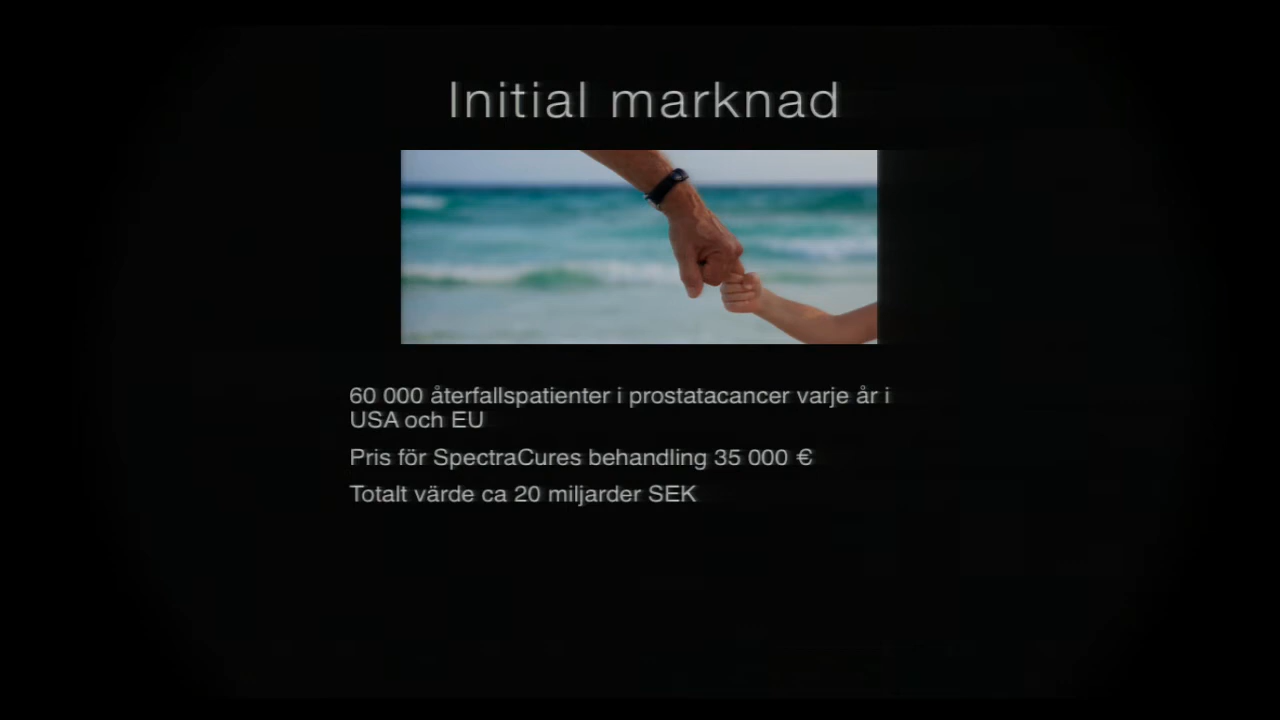 Initial marknad
60 000 återfallspatienter i prostatacancer varje år i
USA och EU
Pris för SpectraCures behandling 35 000 €
Totalt värde ca 20 miljarder SEK